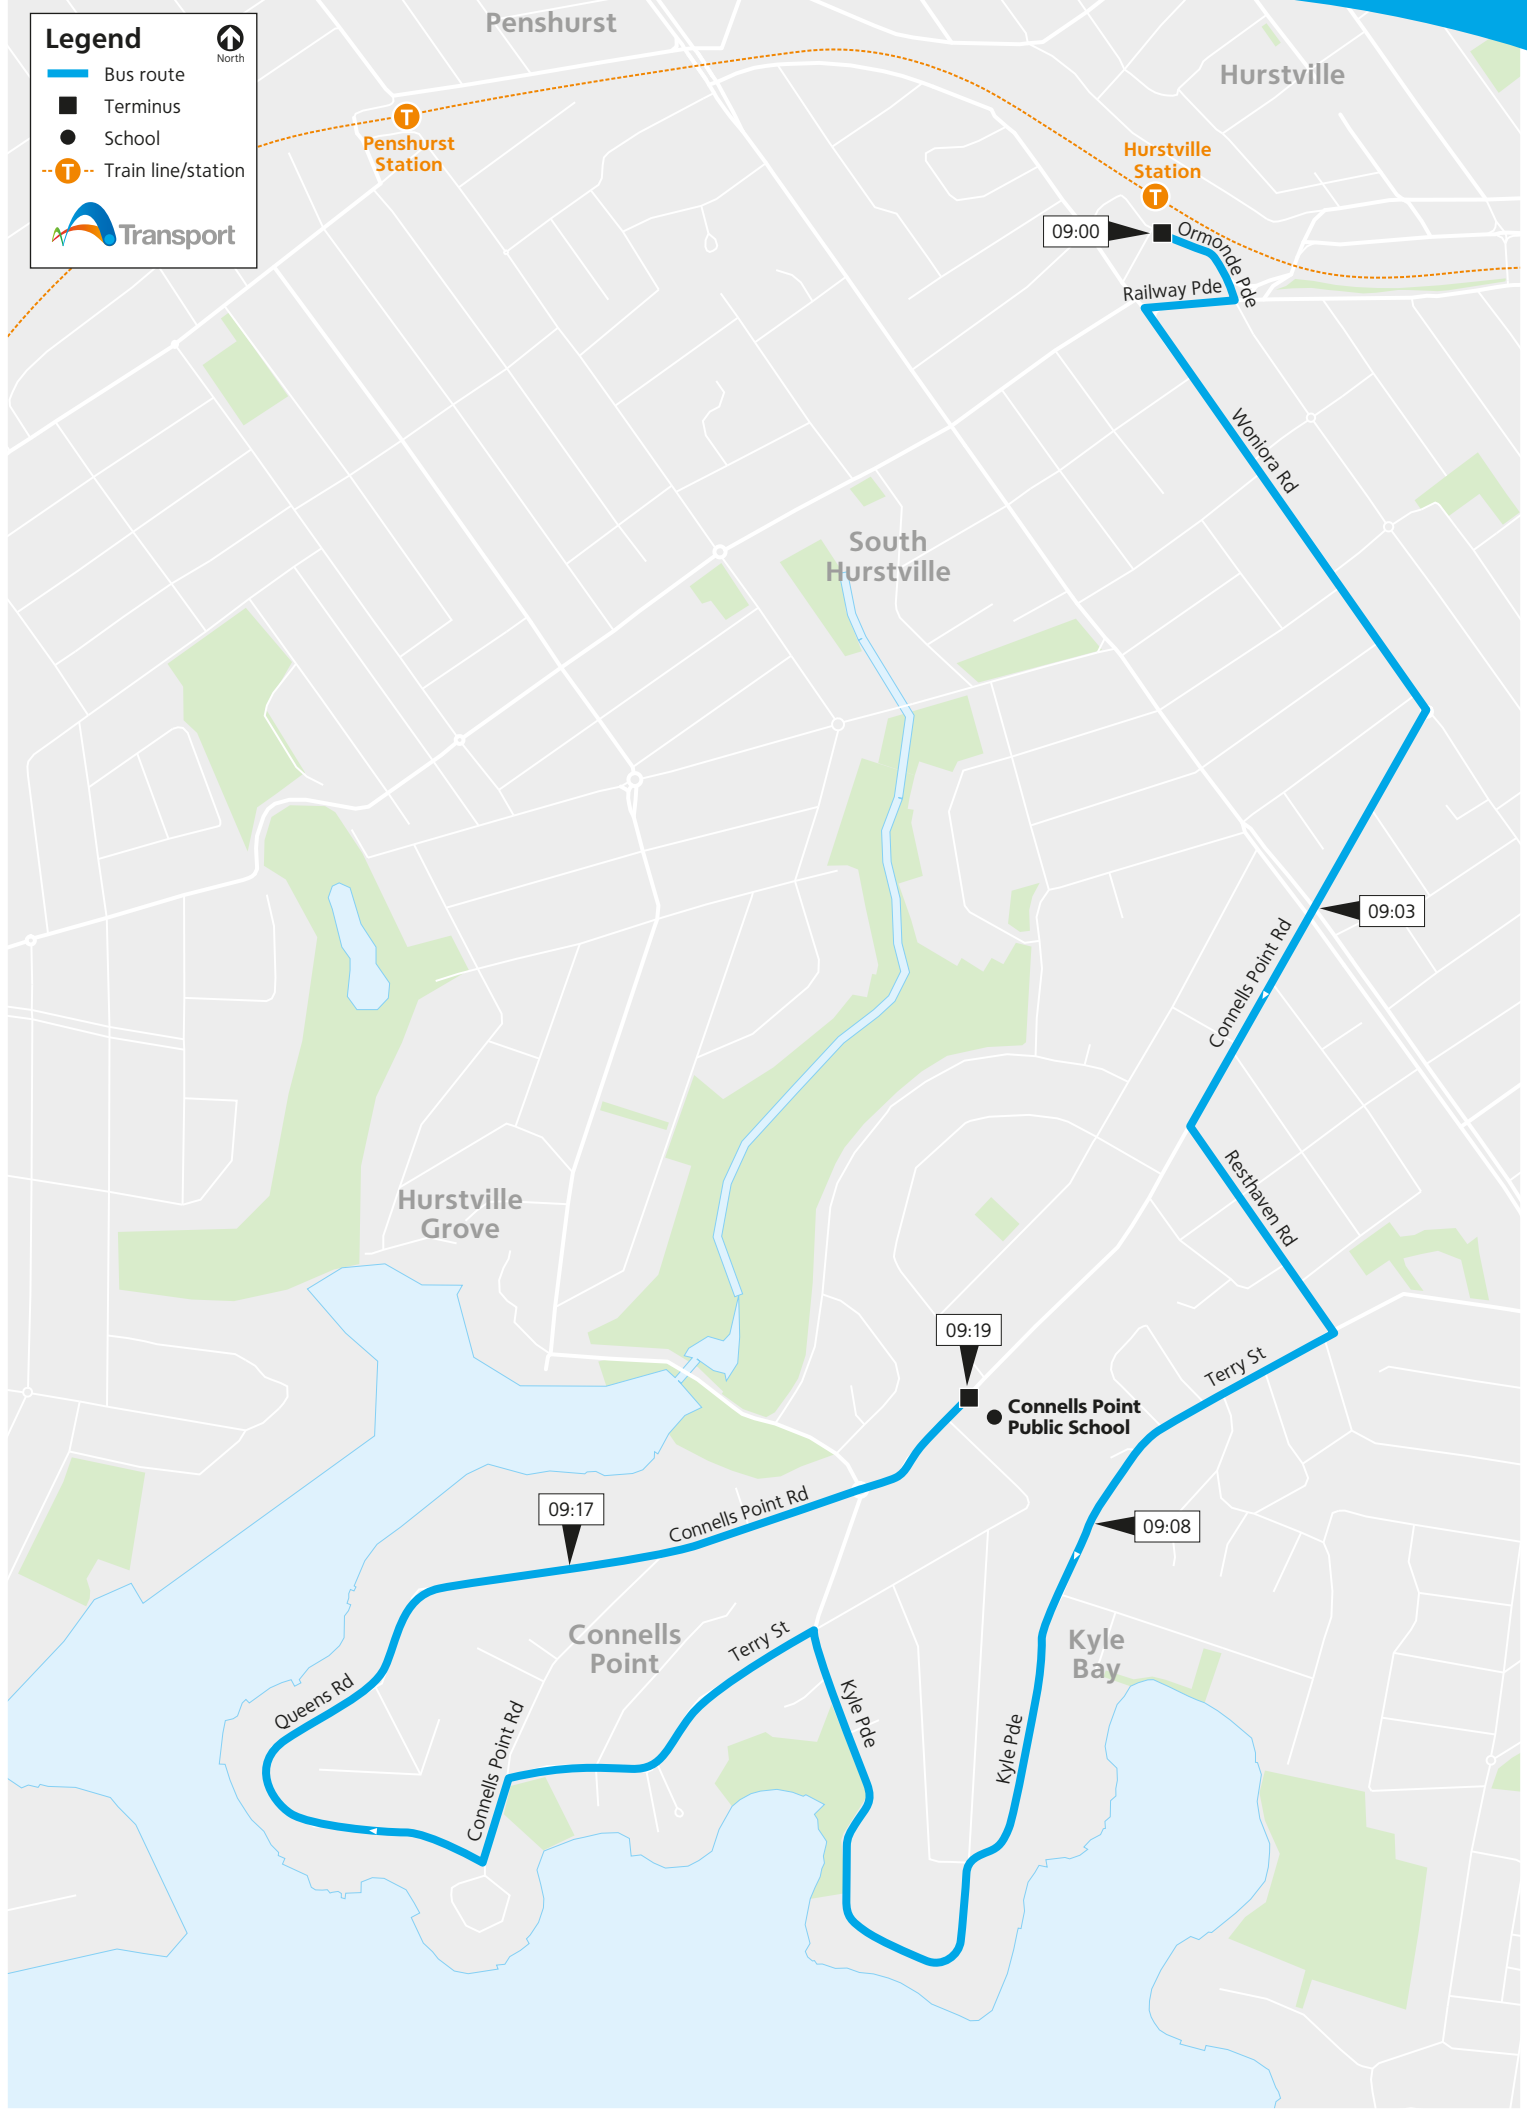 Penshurst
Legend
North
Bus route
Terminus
School
T
Train line/station
Transport
Hurstville
T
Penshurst
Station
Hurstville
Station
T
09:00
Ormonde Pde
Railway Pde
Woniora Rd
South
Hurstville
09:03
Connells Point Rd
Resthaven Rd
Hurstville
Grove
09:19
Terry St
Connells Point
Public School
09:17
Connells Point Rd
09:08
Connells
Point
Terry St
Kyle
Bay
Queens Rd
Kyle Pde
Connells Point Rd
Kyle Pde